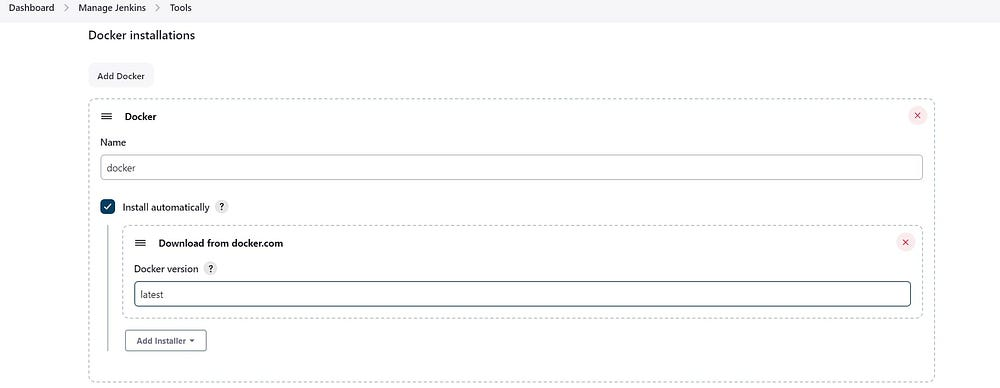 Dashboard > Manage Jenkins > Tools
Docker installations
Add Docker
Docker
Name
docker
Install automatically ?
Download from docker.com
Docker version ?
latest
Add Installer